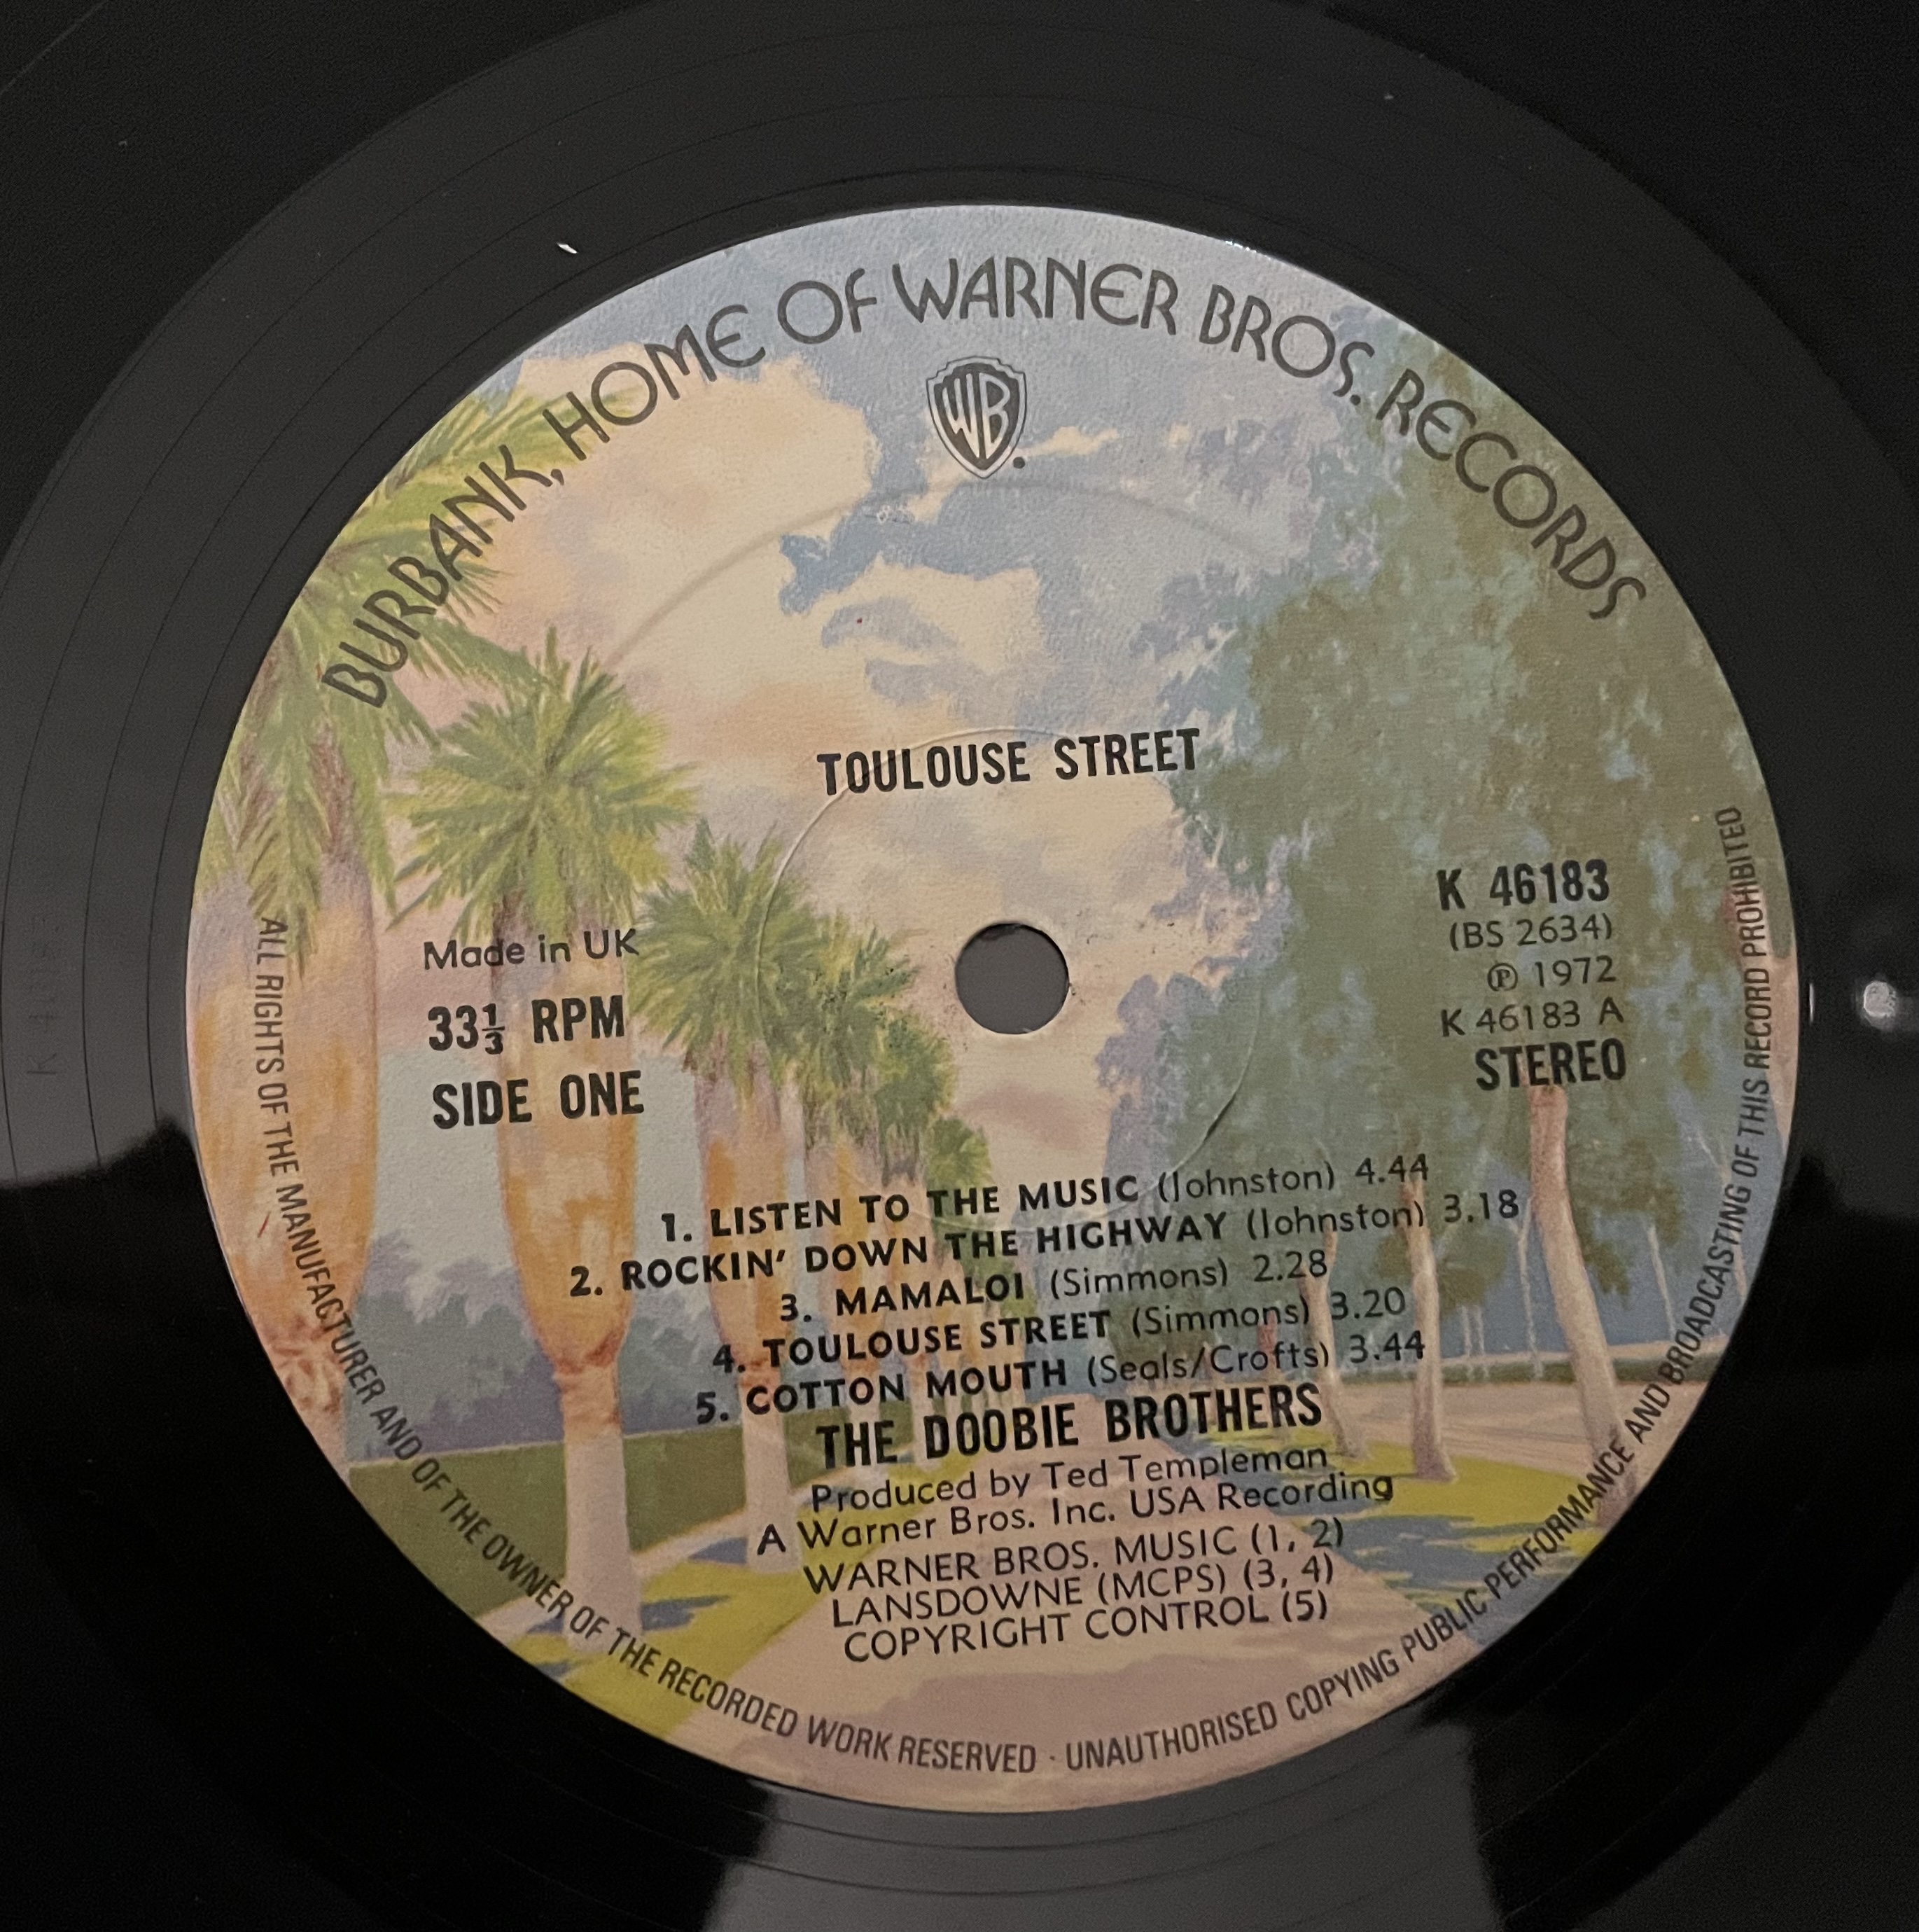 BURBANK, HOME OF WARNER BROS. RECORDS
WB
TOULOUSE STREET
Made in UK
33⅓ RPM
SIDE ONE
K 46183
(BS 2634)
℗ 1972
K 46183 A
STEREO
1. LISTEN TO THE MUSIC (Johnston) 4.44
2. ROCKIN' DOWN THE HIGHWAY (Johnston) 3.18
3. MAMALOI (Simmons) 2.28
4. TOULOUSE STREET (Simmons) 3.20
5. COTTON MOUTH (Seals/Crofts) 3.44
THE DOOBIE BROTHERS
Produced by Ted Templeman
A Warner Bros. Inc. USA Recording
WARNER BROS. MUSIC (1, 2)
LANSDOWNE (MCPS) (3, 4)
COPYRIGHT CONTROL (5)
ALL RIGHTS OF THE MANUFACTURER AND OF THE OWNER OF THE RECORDED WORK RESERVED · UNAUTHORISED COPYING PUBLIC PERFORMANCE AND BROADCASTING OF THIS RECORD PROHIBITED